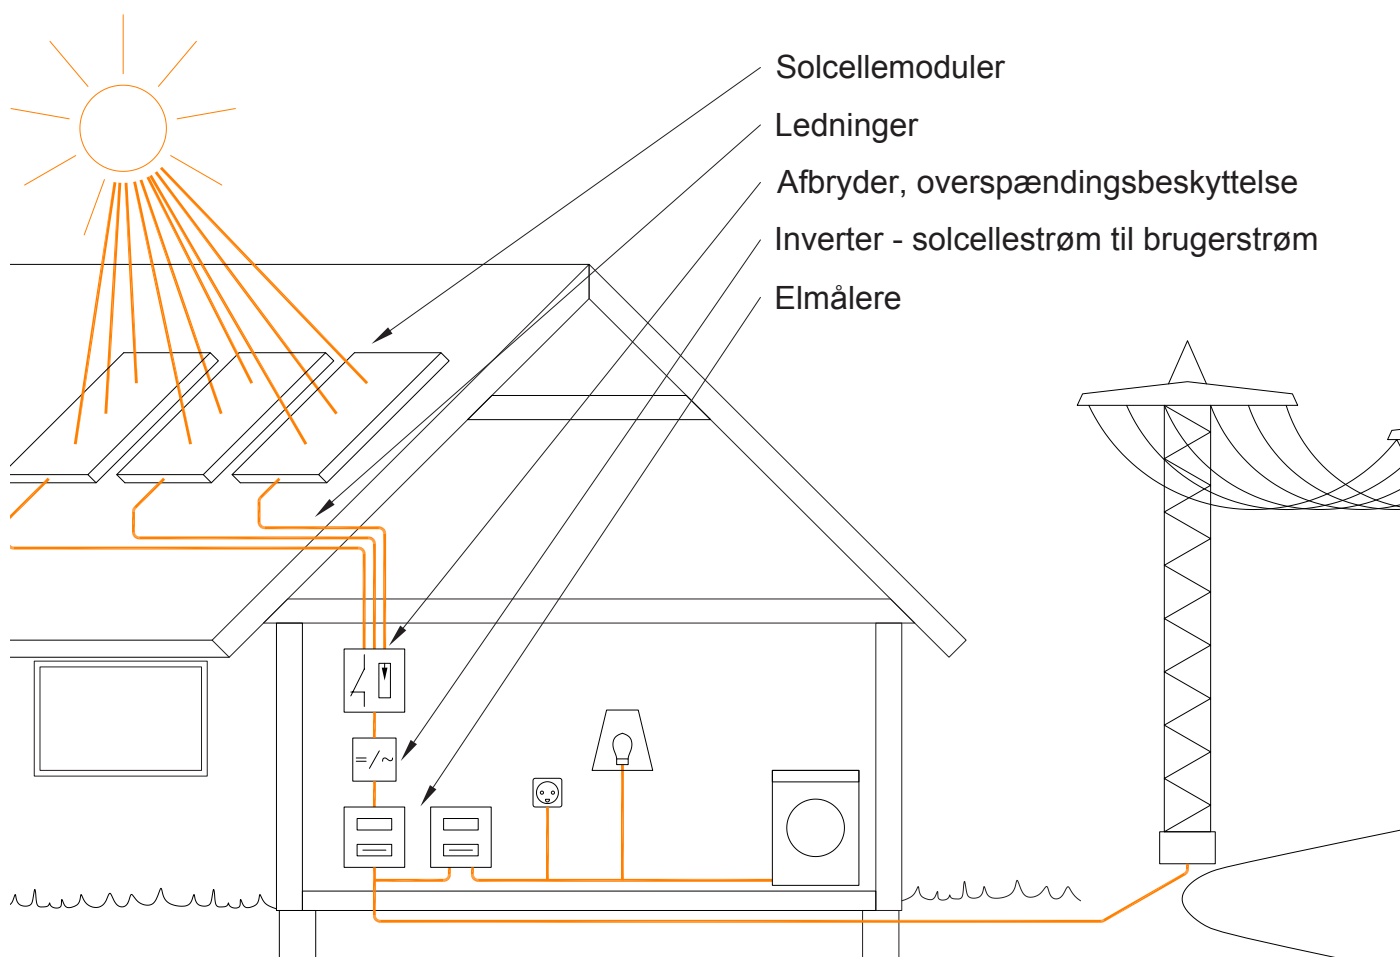 Solcellemoduler
Ledninger
Afbryder, overspændingsbeskyttelse
Inverter - solcellestrøm til brugerstrøm
Elmålere
=/~